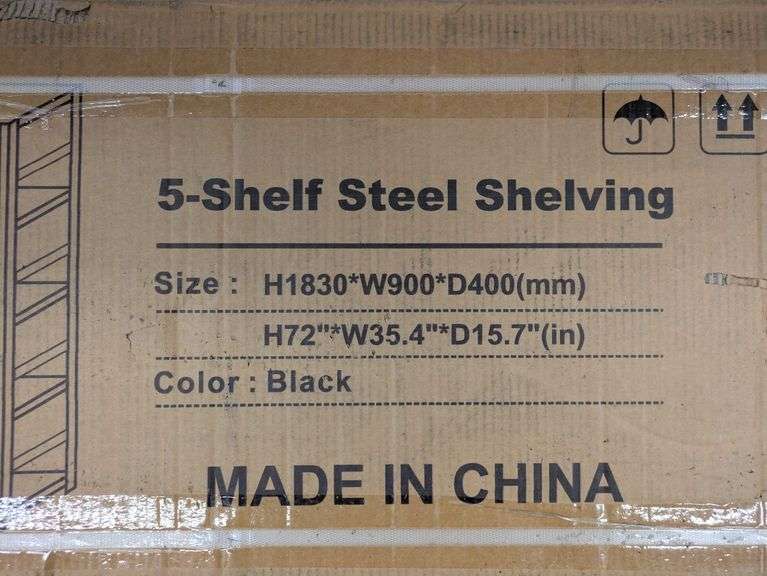 5-Shelf Steel Shelving
Size : H1830*W900*D400(mm)
H72"*W35.4"*D15.7"(in)
Color : Black
MADE IN CHINA